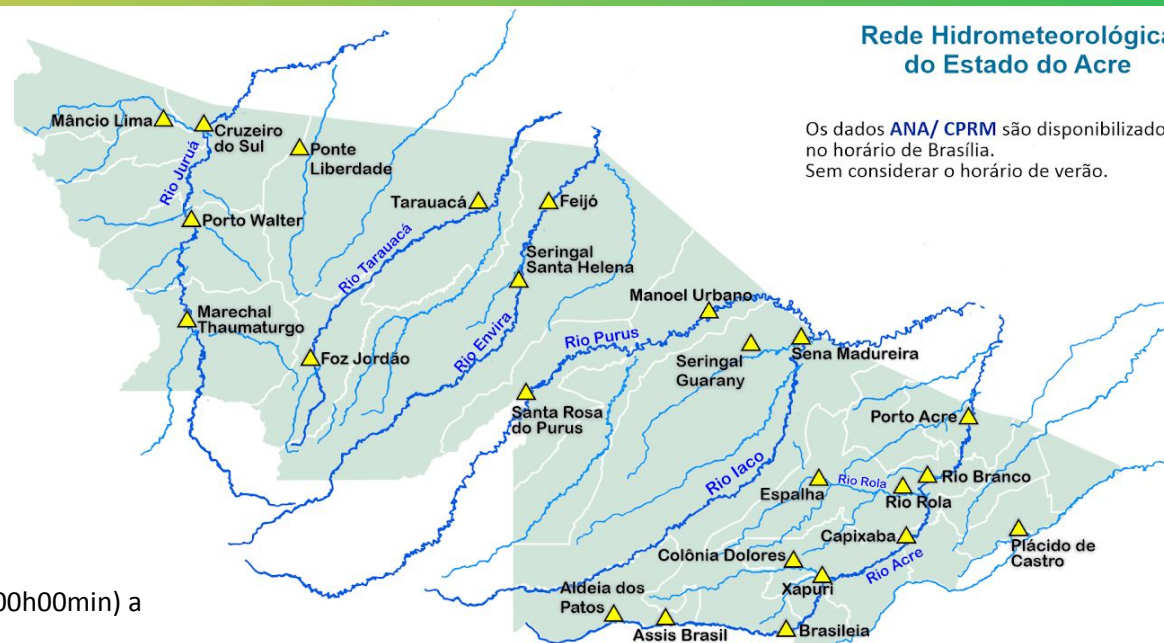 Rede Hidrometeorológica
do Estado do Acre
Os dados ANA/ CPRM são disponibilizado
no horário de Brasília.
Sem considerar o horário de verão.
Mâncio Lima
Cruzeiro
do Sul
Ponte
Liberdade
Rio Juruá
Porto Walter
Tarauacá
Feijó
Rio Tarauacá
Seringal
Santa Helena
Marechal
Thaumaturgo
Foz Jordão
Rio Envira
Manoel Urbano
Rio Purus
Seringal
Guarany
Sena Madureira
Santa Rosa
do Purus
Porto Acre
Rio Iaco
Espalha
Rio Rola
Rio Rola
Rio Branco
Capixaba
Rio Acre
Plácido de
Castro
Colônia Dolores
Xapuri
Aldeia dos
Patos
Assis Brasil
Brasileia
00h00min) a